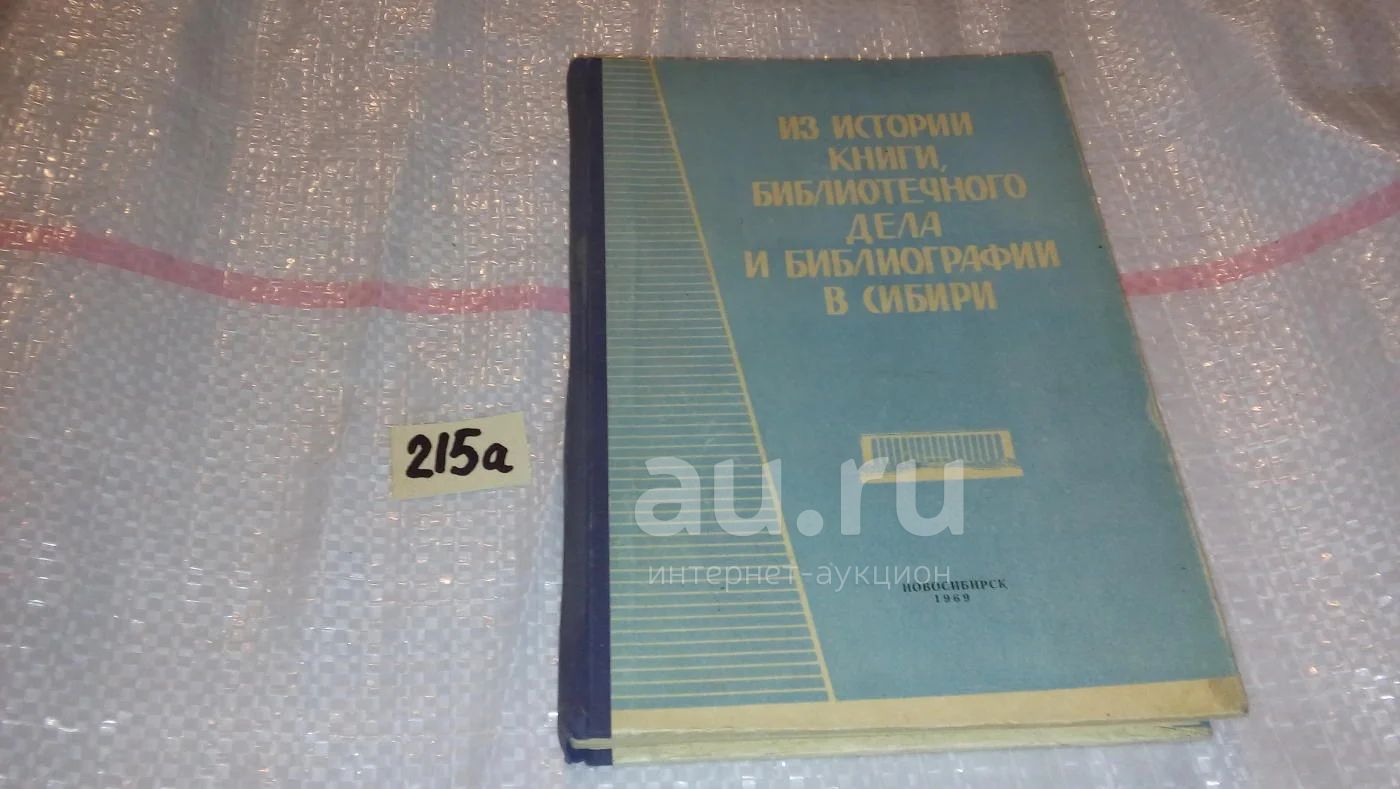 ИЗ ИСТОРИИ
КНИГИ,
БИБЛИОТЕЧНОГО
ДЕЛА
И БИБЛИОГРАФИИ
В СИБИРИ
215а
au.ru
интернет-аукцион
НОВОСИБИРСК
1969